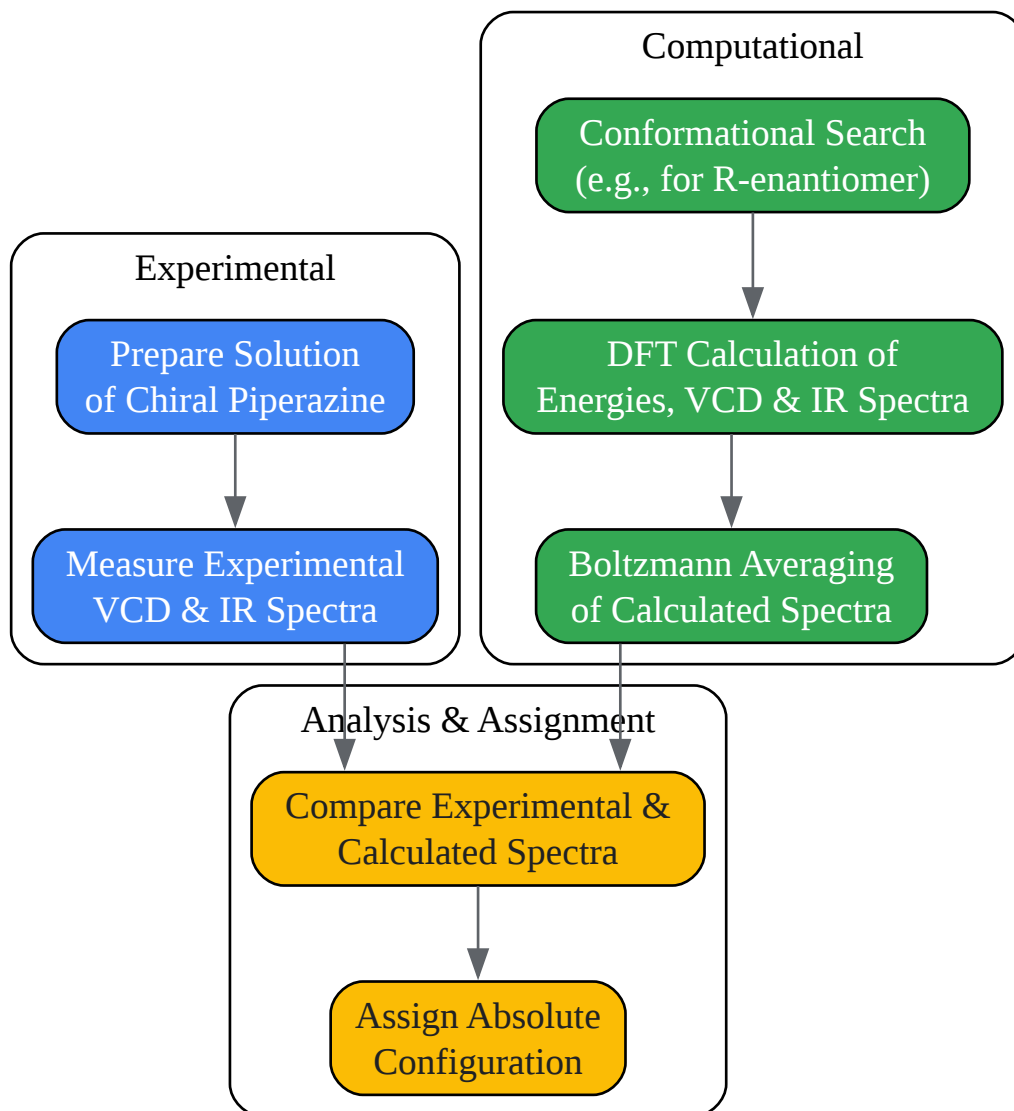 Computational
Conformational Search
(e.g., for R-enantiomer)
Experimental
Prepare Solution
of Chiral Piperazine
DFT Calculation of
Energies, VCD & IR Spectra
Measure Experimental
VCD & IR Spectra
Boltzmann Averaging
of Calculated Spectra
Analysis & Assignment
Compare Experimental &
Calculated Spectra
Assign Absolute
Configuration